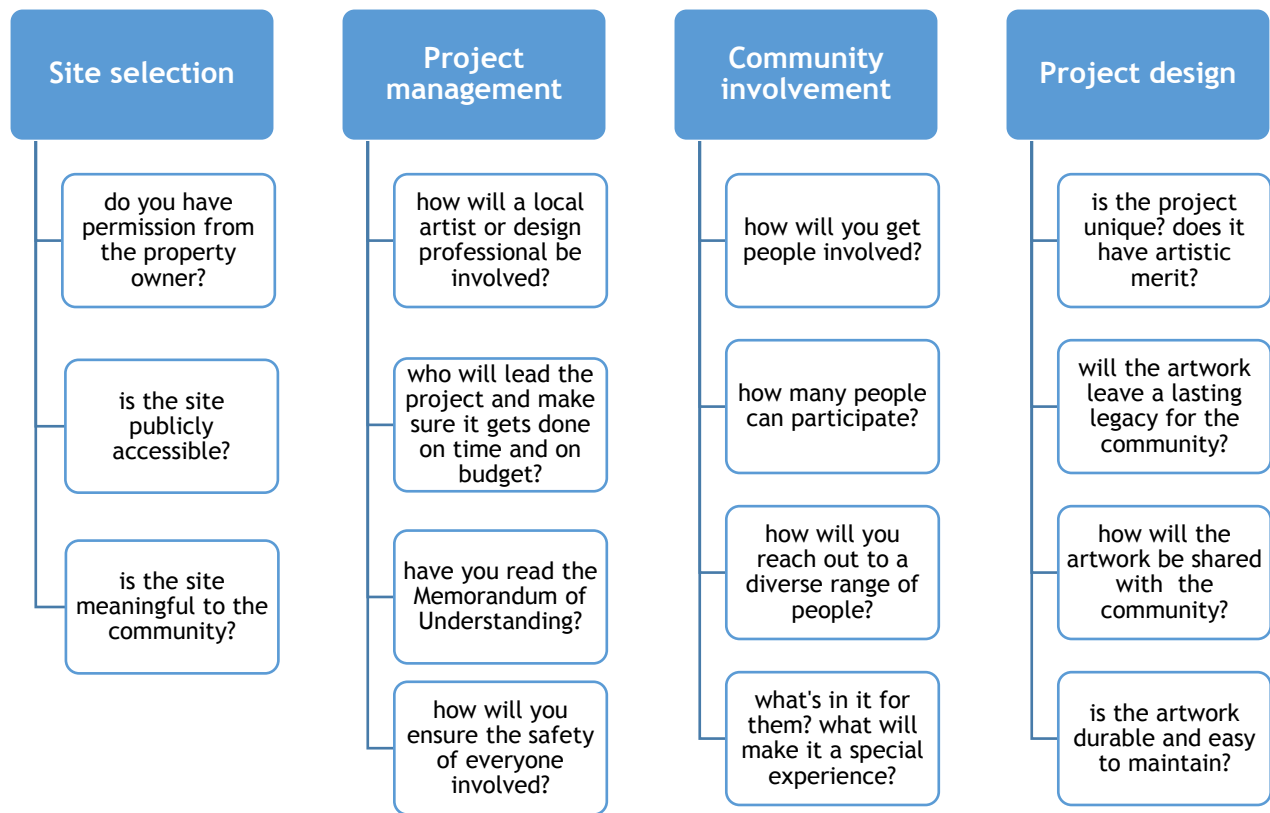 Site selection
do you have
permission from
the property
owner?
is the site
publicly
accessible?
is the site
meaningful to the
community?
Project
management
how will a local
artist or design
professional be
involved?
who will lead the
project and make
sure it gets done
on time and on
budget?
have you read the
Memorandum of
Understanding?
how will you
ensure the safety
of everyone
involved?
Community
involvement
how will you get
people involved?
how many people
can participate?
how will you
reach out to a
diverse range of
people?
what's in it for
them? what will
make it a special
experience?
Project design
is the project
unique? does it
have artistic
merit?
will the artwork
leave a lasting
legacy for the
community?
how will the
artwork be shared
with the
community?
is the artwork
durable and easy
to maintain?